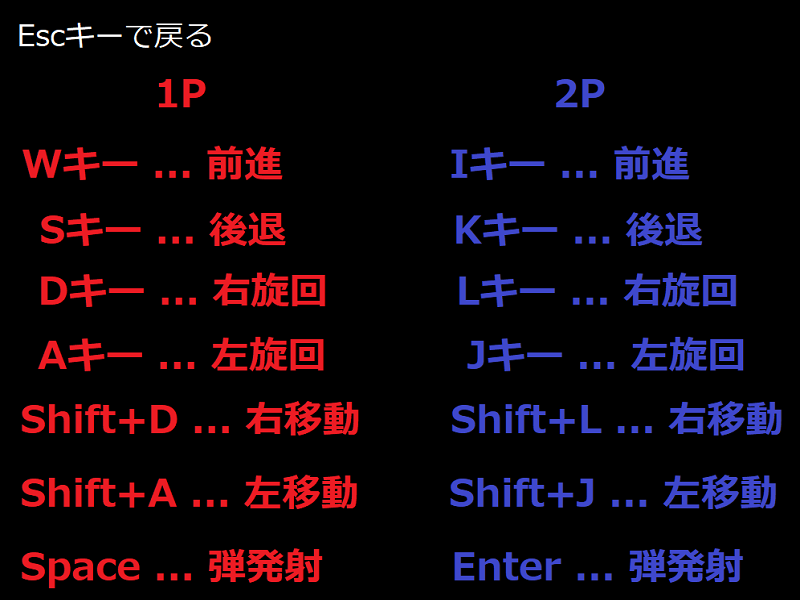 Escキーで戻る
1P
Wキー ... 前進
Sキー ... 後退
Dキー ... 右旋回
Aキー ... 左旋回
Shift+D ... 右移動
Shift+A ... 左移動
Space ... 弾発射
2P
Iキー ... 前進
Kキー ... 後退
Lキー ... 右旋回
Jキー ... 左旋回
Shift+L ... 右移動
Shift+J ... 左移動
Enter ... 弾発射